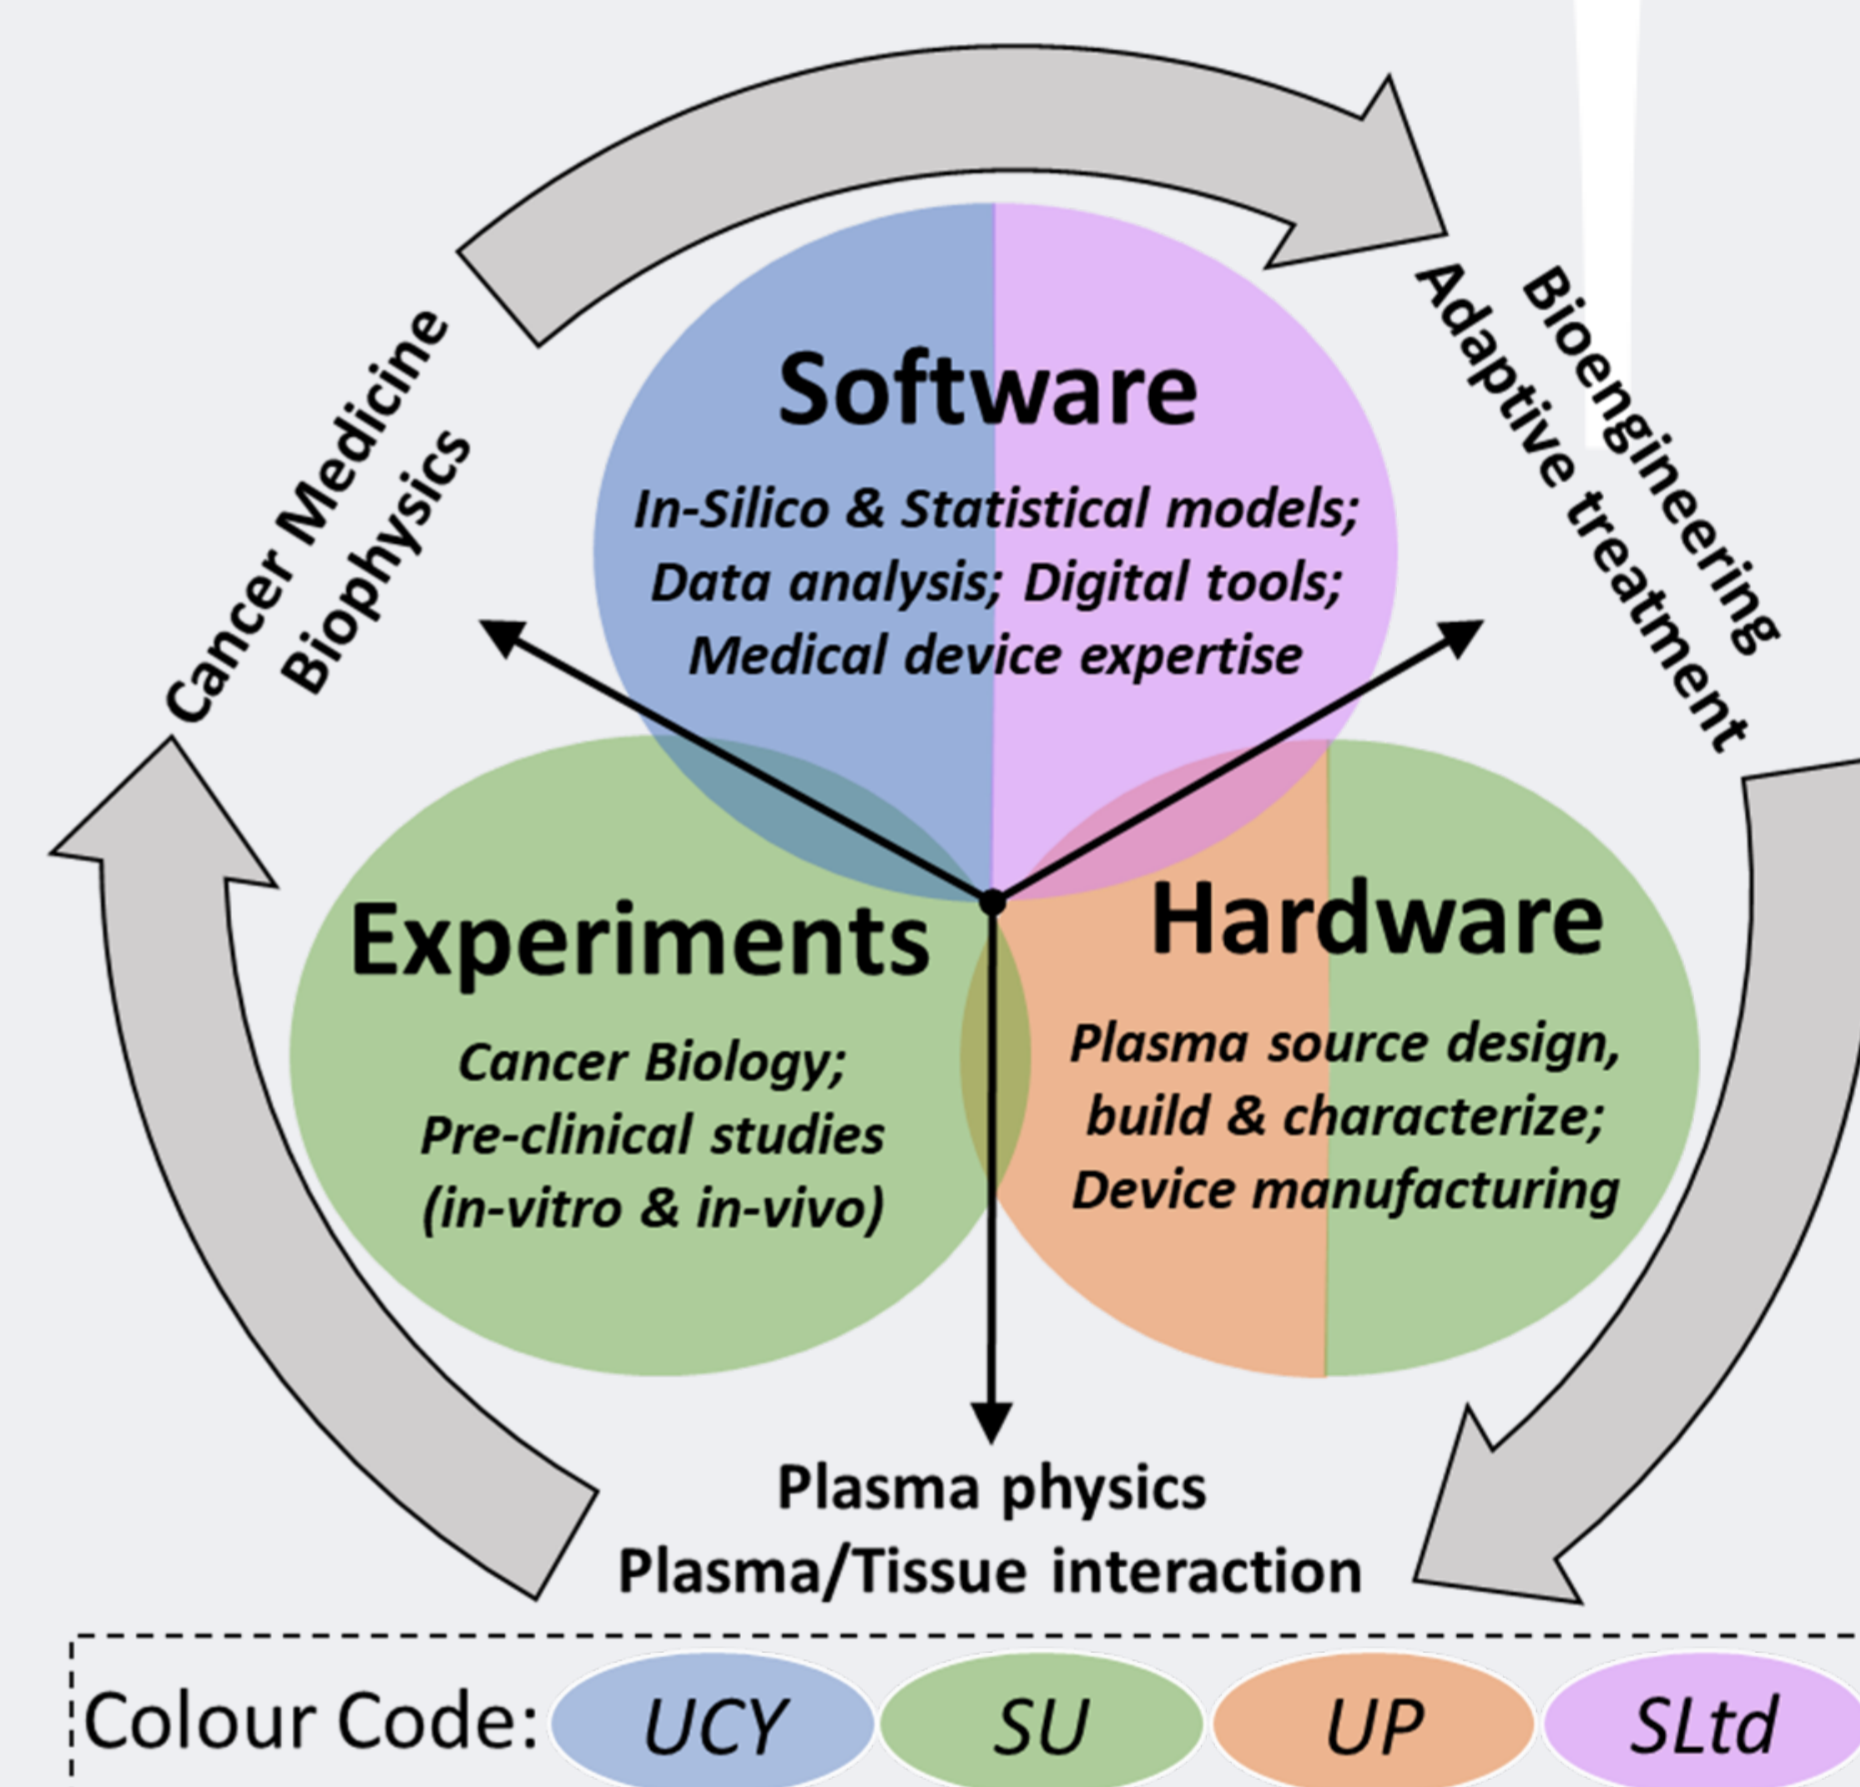 Cancer Medicine
Biophysics
Bioengineering
Adaptive treatment
Software
In-Silico & Statistical models;
Data analysis; Digital tools;
Medical device expertise
Experiments
Cancer Biology;
Pre-clinical studies
(in-vitro & in-vivo)
Hardware
Plasma source design,
build & characterize;
Device manufacturing
Plasma physics
Plasma/Tissue interaction
Colour Code: UCY SU UP SLtd